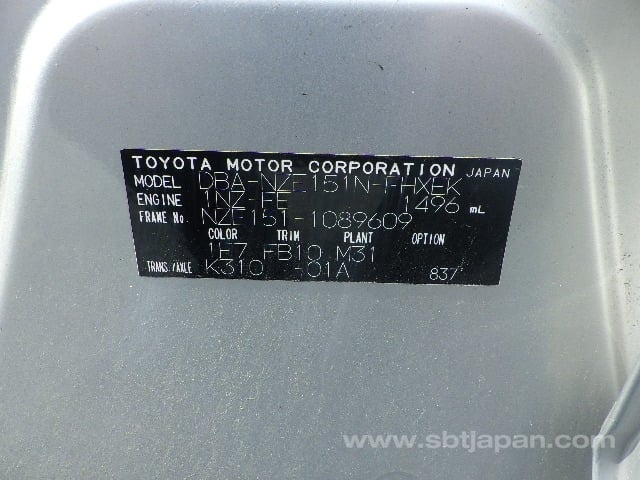 TOYOTA MOTOR CORPORATION JAPAN
MODEL DBA-NZE151N-FHXEK
ENGINE 1NZ-FE 1496 mL
FRAME No. NZE151-1089609
COLOR TRIM PLANT OPTION
1E7 FB10 M31
TRANS./AXLE K310 -01A 837
www.sbtjapan.com